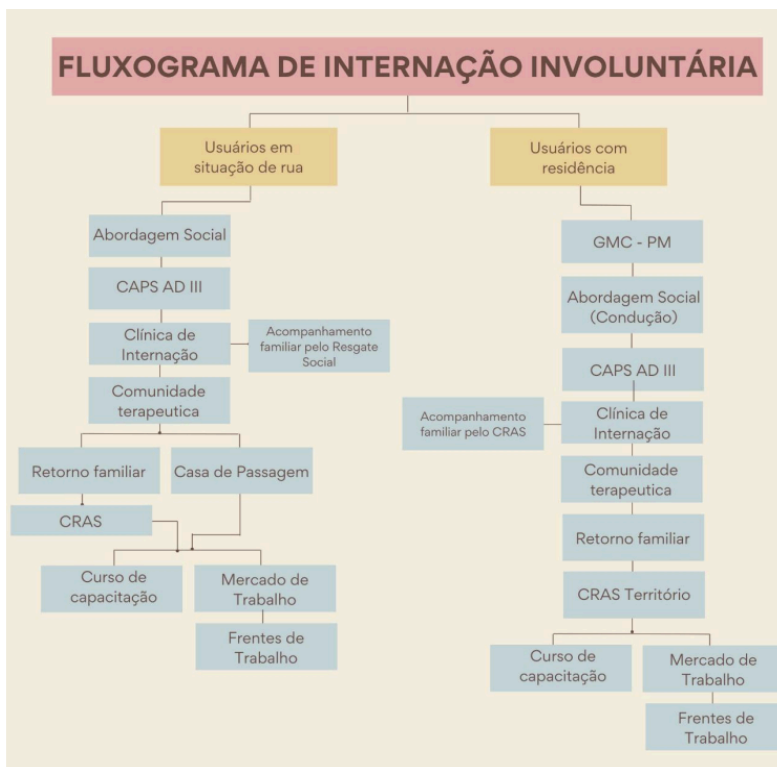 FLUXOGRAMA DE INTERNAÇÃO INVOLUNTÁRIA
Usuários em
situação de rua
Abordagem Social
CAPS AD III
Clínica de
Internação
Acompanhamento
familiar pelo Resgate
Social
Comunidade
terapeutica
Retorno familiar
Casa de Passagem
CRAS
Curso de
capacitação
Mercado de
Trabalho
Frentes de
Trabalho
Usuários com
residência
GMC - PM
Abordagem Social
(Condução)
CAPS AD III
Acompanhamento
familiar pelo CRAS
Clínica de
Internação
Comunidade
terapeutica
Retorno familiar
CRAS Território
Curso de
capacitação
Mercado de
Trabalho
Frentes de
Trabalho